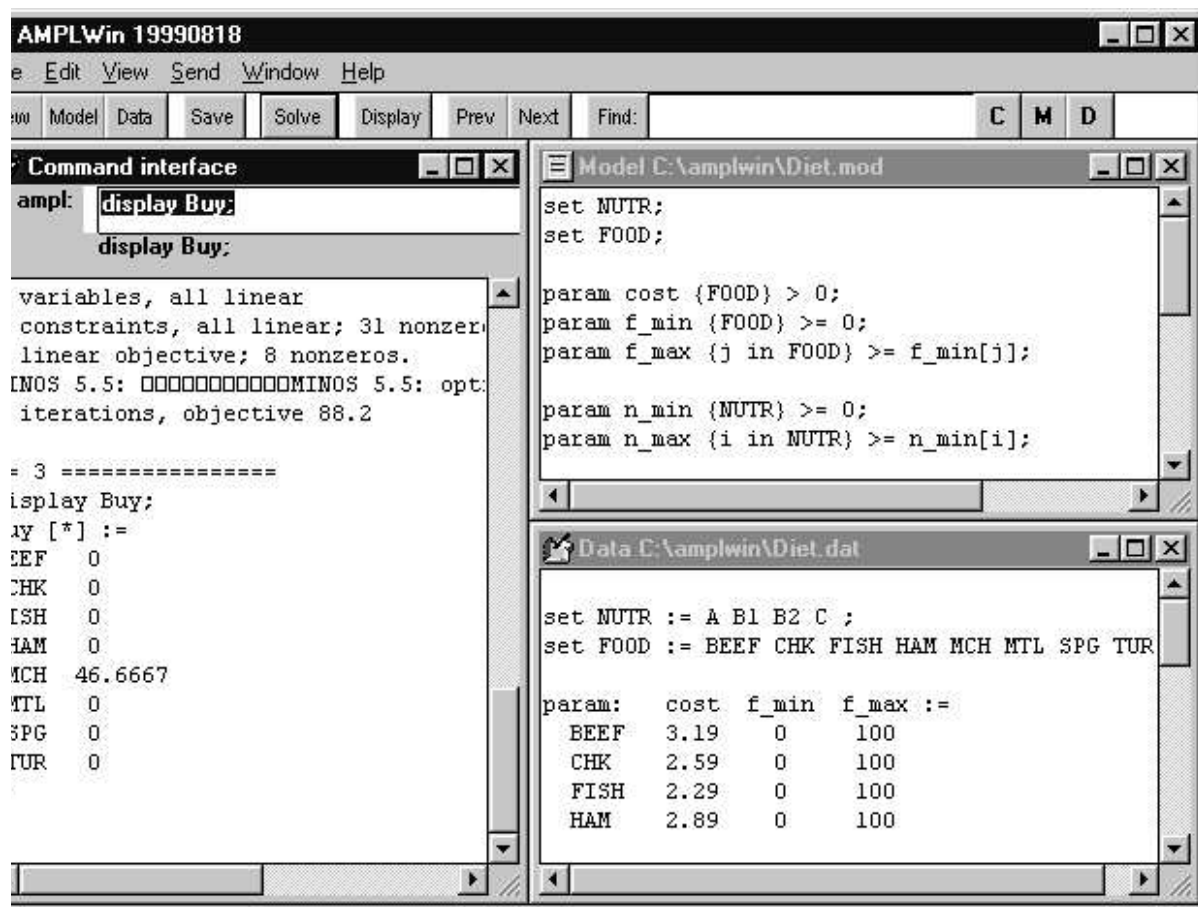 AMPLWin 19990818
e Edit View Send Window Help
ew Model Data Save Solve Display Prev Next Find: C M D
Command interface
ampl: display Buy;
display Buy;
variables, all linear
constraints, all linear; 31 nonzer
linear objective; 8 nonzeros.
INOS 5.5: □□□□□□□□□□□MINOS 5.5: opt
iterations, objective 88.2
= 3 ================
isplay Buy;
uy [*] :=
EEF 0
CHK 0
ISH 0
HAM 0
MCH 46.6667
MTL 0
SPG 0
TUR 0
Model C:\amplwin\Diet.mod
set NUTR;
set FOOD;
param cost {FOOD} > 0;
param f_min {FOOD} >= 0;
param f_max {j in FOOD} >= f_min[j];
param n_min {NUTR} >= 0;
param n_max {i in NUTR} >= n_min[i];
Data C:\amplwin\Diet.dat
set NUTR := A B1 B2 C ;
set FOOD := BEEF CHK FISH HAM MCH MTL SPG TUR
param: cost f_min f_max :=
BEEF 3.19 0 100
CHK 2.59 0 100
FISH 2.29 0 100
HAM 2.89 0 100